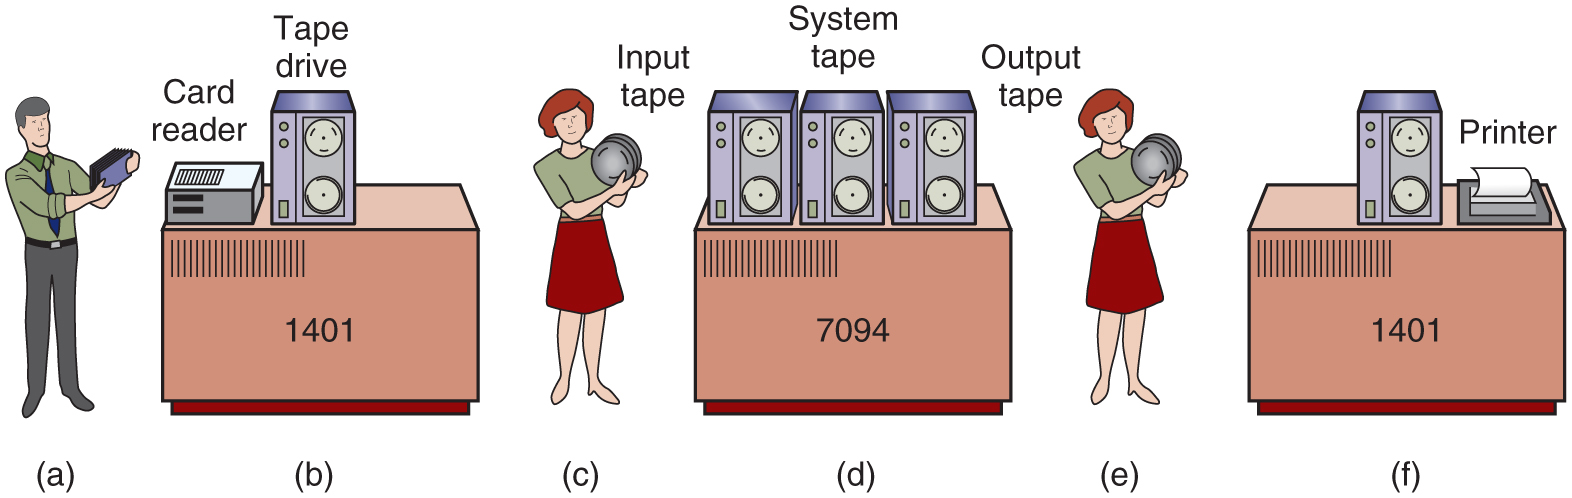 Card
reader
Tape
drive
Input
tape
System
tape
Output
tape
Printer
1401
7094
1401
(a)
(b)
(c)
(d)
(e)
(f)